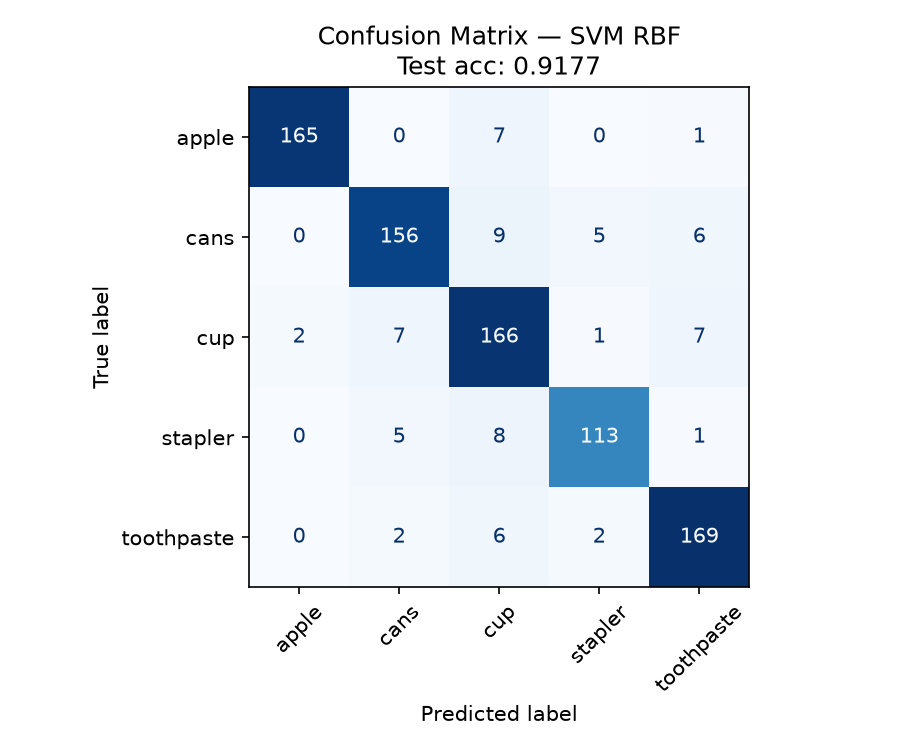 Confusion Matrix — SVM RBF
Test acc: 0.9177
True label
apple 165 0 7 0 1
cans 0 156 9 5 6
cup 2 7 166 1 7
stapler 0 5 8 113 1
toothpaste 0 2 6 2 169
apple cans cup stapler toothpaste
Predicted label